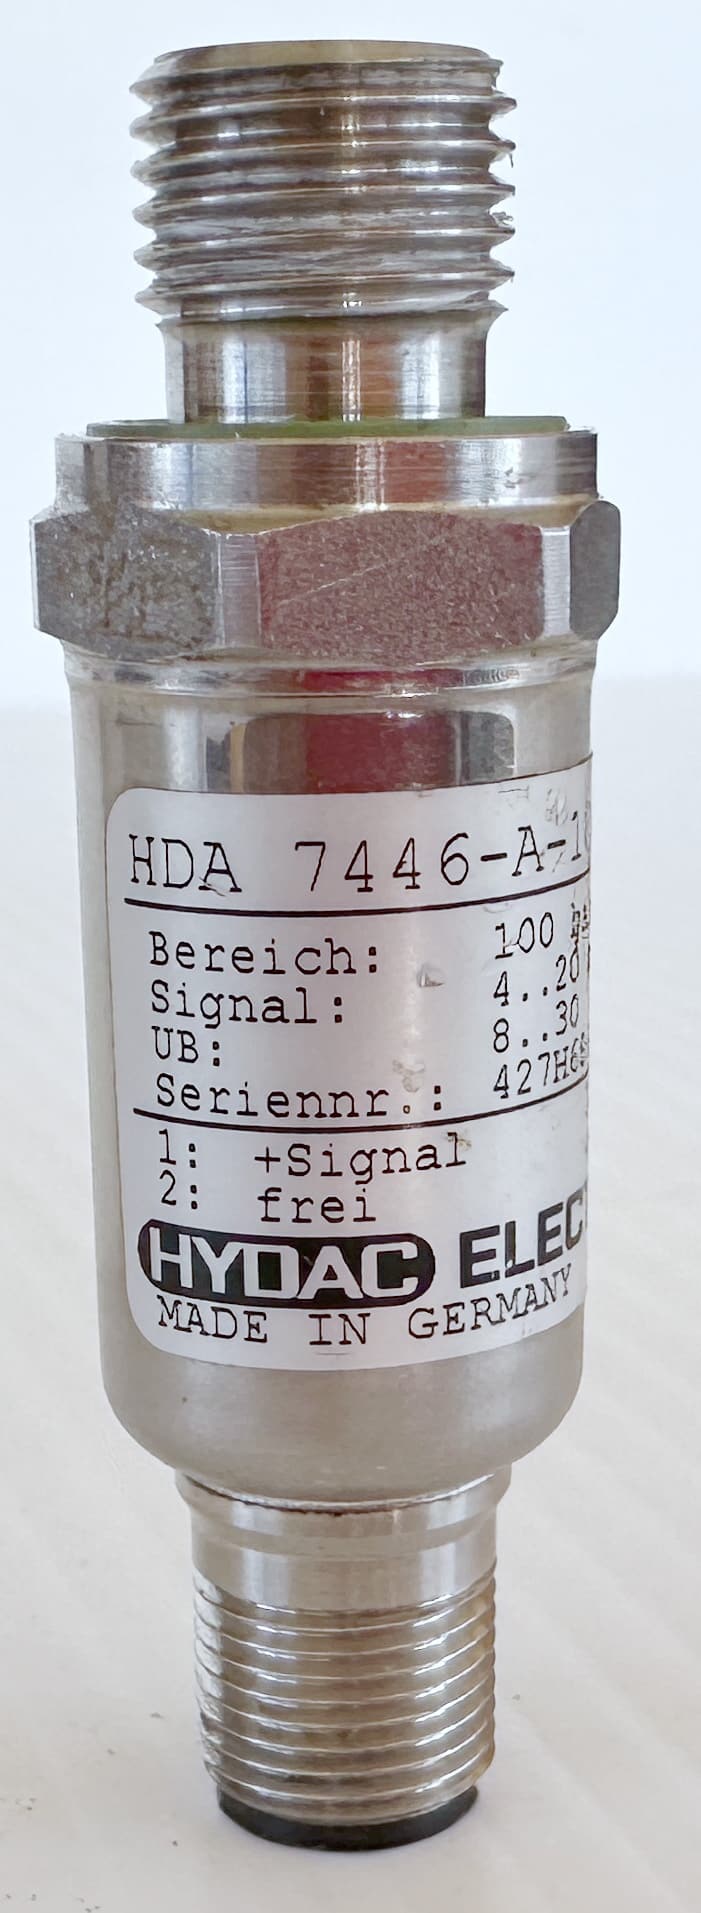 HDA 7446-A-1
Bereich: 100
Signal: 4..20
UB: 8..30
Seriennr.: 427H6
1: +Signal
2: frei
HYDAC ELEC
MADE IN GERMANY